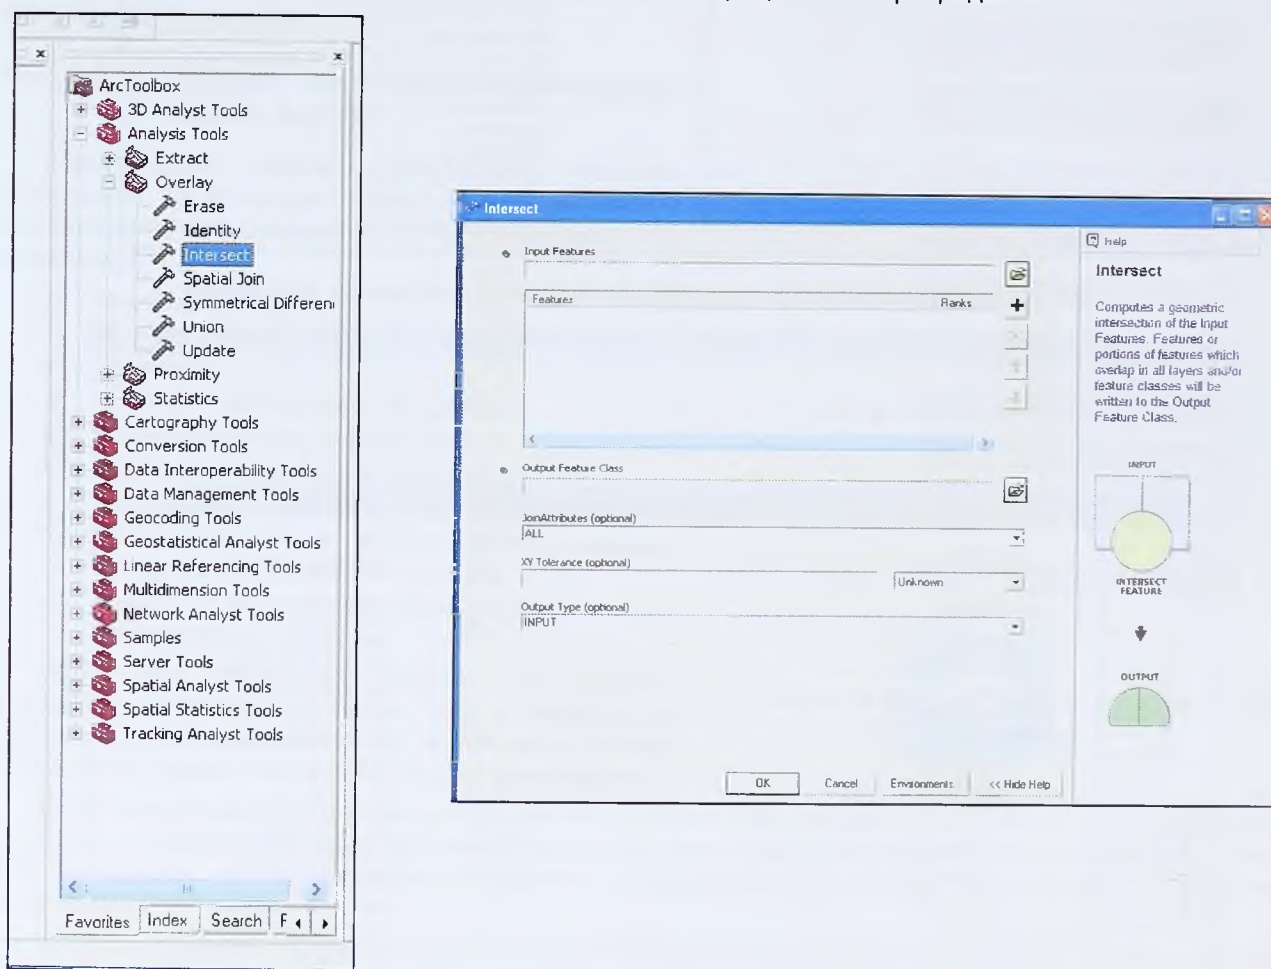 ArcToolbox
3D Analyst Tools
Analysis Tools
Extract
Overlay
Erase
Identity
Intersect
Spatial Join
Symmetrical Differen
Union
Update
Proximity
Statistics
Cartography Tools
Conversion Tools
Data Interoperability Tools
Data Management Tools
Geocoding Tools
Geostatistical Analyst Tools
Linear Referencing Tools
Multidimension Tools
Network Analyst Tools
Samples
Server Tools
Spatial Analyst Tools
Spatial Statistics Tools
Tracking Analyst Tools
Favorites Index Search F
Intersect
Input Features
Features Ranks
Output Feature Class
JoinAttributes (optional)
ALL
XY Tolerance (optional)
Unknown
Output Type (optional)
INPUT
OK Cancel Environments << Hide Help
Help
Intersect
Computes a geometric
intersection of the Input
Features. Features or
portions of features which
overlap in all layers and/or
feature classes will be
written to the Output
Feature Class.
INPUT
INTERSECT
FEATURE
OUTPUT